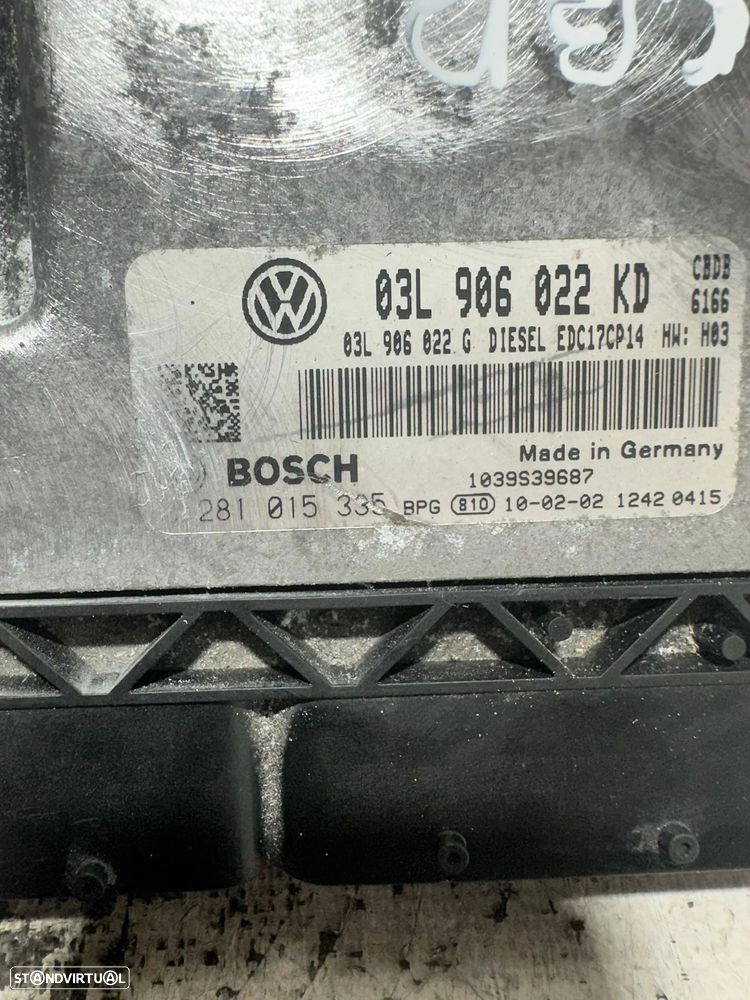 03L 906 022 KD
CBDB
6166
03L 906 022 G DIESEL EDC17CP14 HW: H03
Made in Germany
BOSCH
1039S39687
281 015 335 BPG 810 10-02-02 1242 0415
STANDVIRTUAL